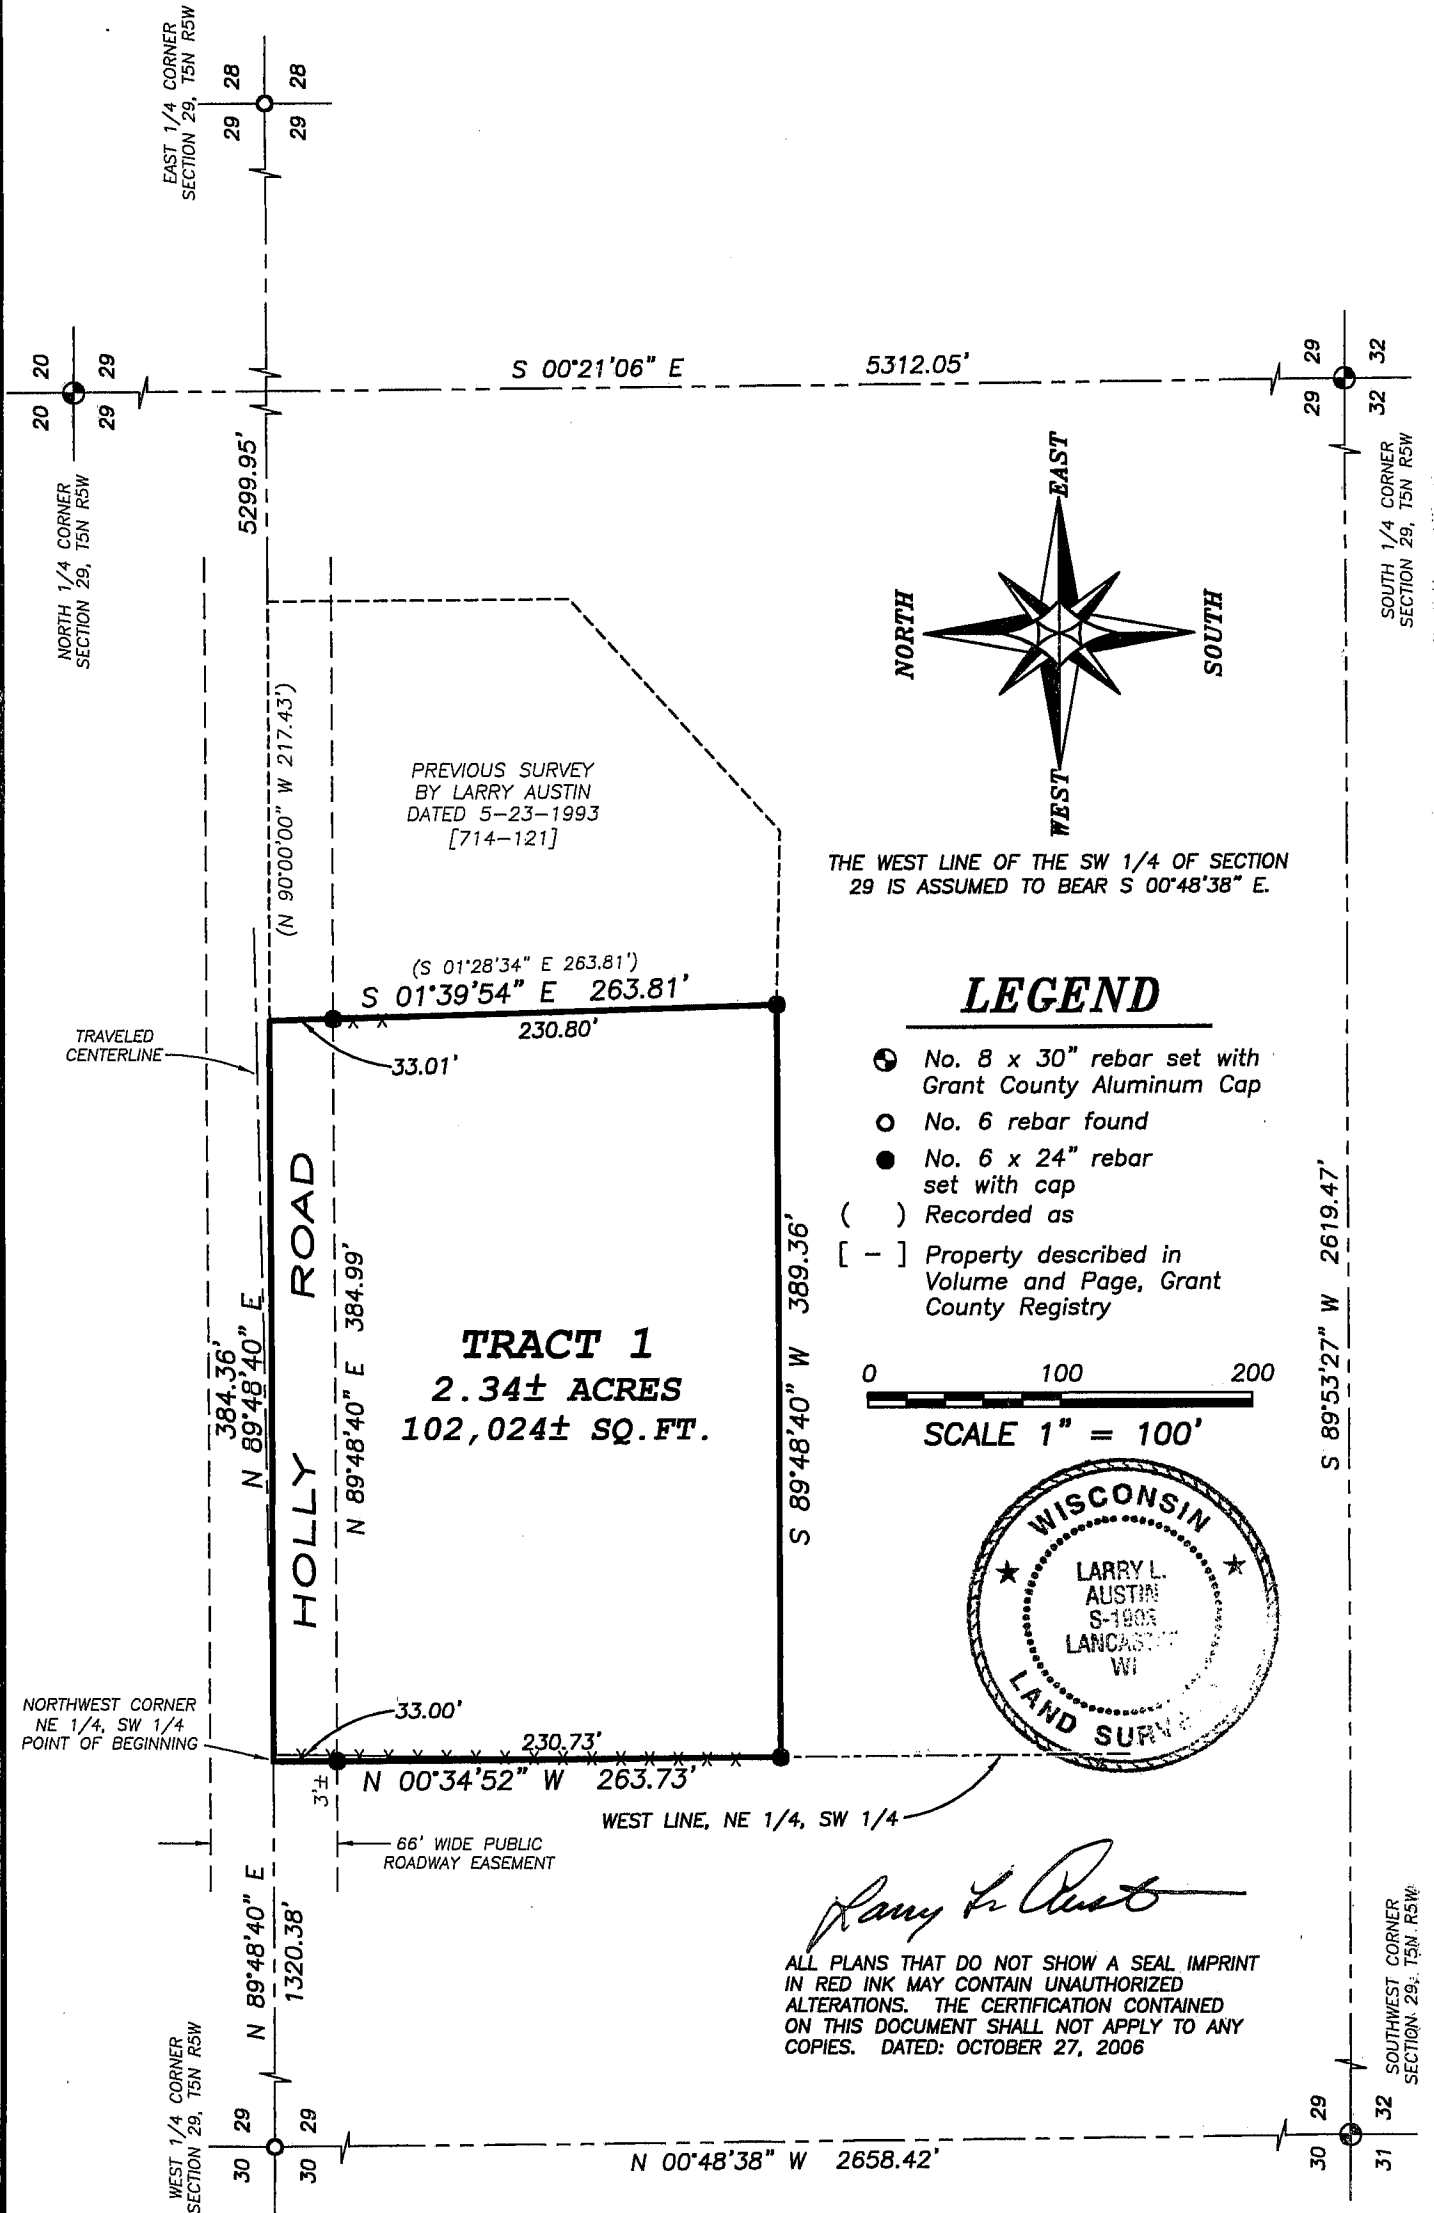 EAST 1/4 CORNER
SECTION 29, T5N R5W
29 28
29 28
20 29
20 29
NORTH 1/4 CORNER
SECTION 29, T5N R5W
S 00°21'06" E 5312.05'
29 32
29 32
SOUTH 1/4 CORNER
SECTION 29, T5N R5W
5299.95'
EAST
NORTH
SOUTH
WEST
(N 90°00'00" W 217.43')
PREVIOUS SURVEY
BY LARRY AUSTIN
DATED 5-23-1993
[714-121]
THE WEST LINE OF THE SW 1/4 OF SECTION
29 IS ASSUMED TO BEAR S 00°48'38" E.
(S 01°28'34" E 263.81')
S 01°39'54" E 263.81'
230.80'
33.01'
TRAVELED
CENTERLINE
LEGEND
No. 8 x 30" rebar set with
Grant County Aluminum Cap
No. 6 rebar found
No. 6 x 24" rebar
set with cap
( ) Recorded as
[ - ] Property described in
Volume and Page, Grant
County Registry
0 100 200
SCALE 1" = 100'
HOLLY ROAD
384.36'
N 89°48'40" E
N 89°48'40" E 384.99'
TRACT 1
2.34± ACRES
102,024± SQ.FT.
S 89°48'40" W 389.36'
S 89°53'27" W 2619.47'
WISCONSIN
LARRY L.
AUSTIN
WI
LAND
NORTHWEST CORNER
NE 1/4, SW 1/4
POINT OF BEGINNING
33.00'
230.73'
3'±
N 00°34'52" W 263.73'
WEST LINE, NE 1/4, SW 1/4
66' WIDE PUBLIC
ROADWAY EASEMENT
Larry L. Austin
ALL PLANS THAT DO NOT SHOW A SEAL IMPRINT
IN RED INK MAY CONTAIN UNAUTHORIZED
ALTERATIONS. THE CERTIFICATION CONTAINED
ON THIS DOCUMENT SHALL NOT APPLY TO ANY
COPIES. DATED: OCTOBER 27, 2006
N 89°48'40" E
1320.38'
WEST 1/4 CORNER
SECTION 29, T5N R5W
30 29
30 29
N 00°48'38" W 2658.42'
SOUTHWEST CORNER
SECTION 29, T5N R5W
29 32
30 31